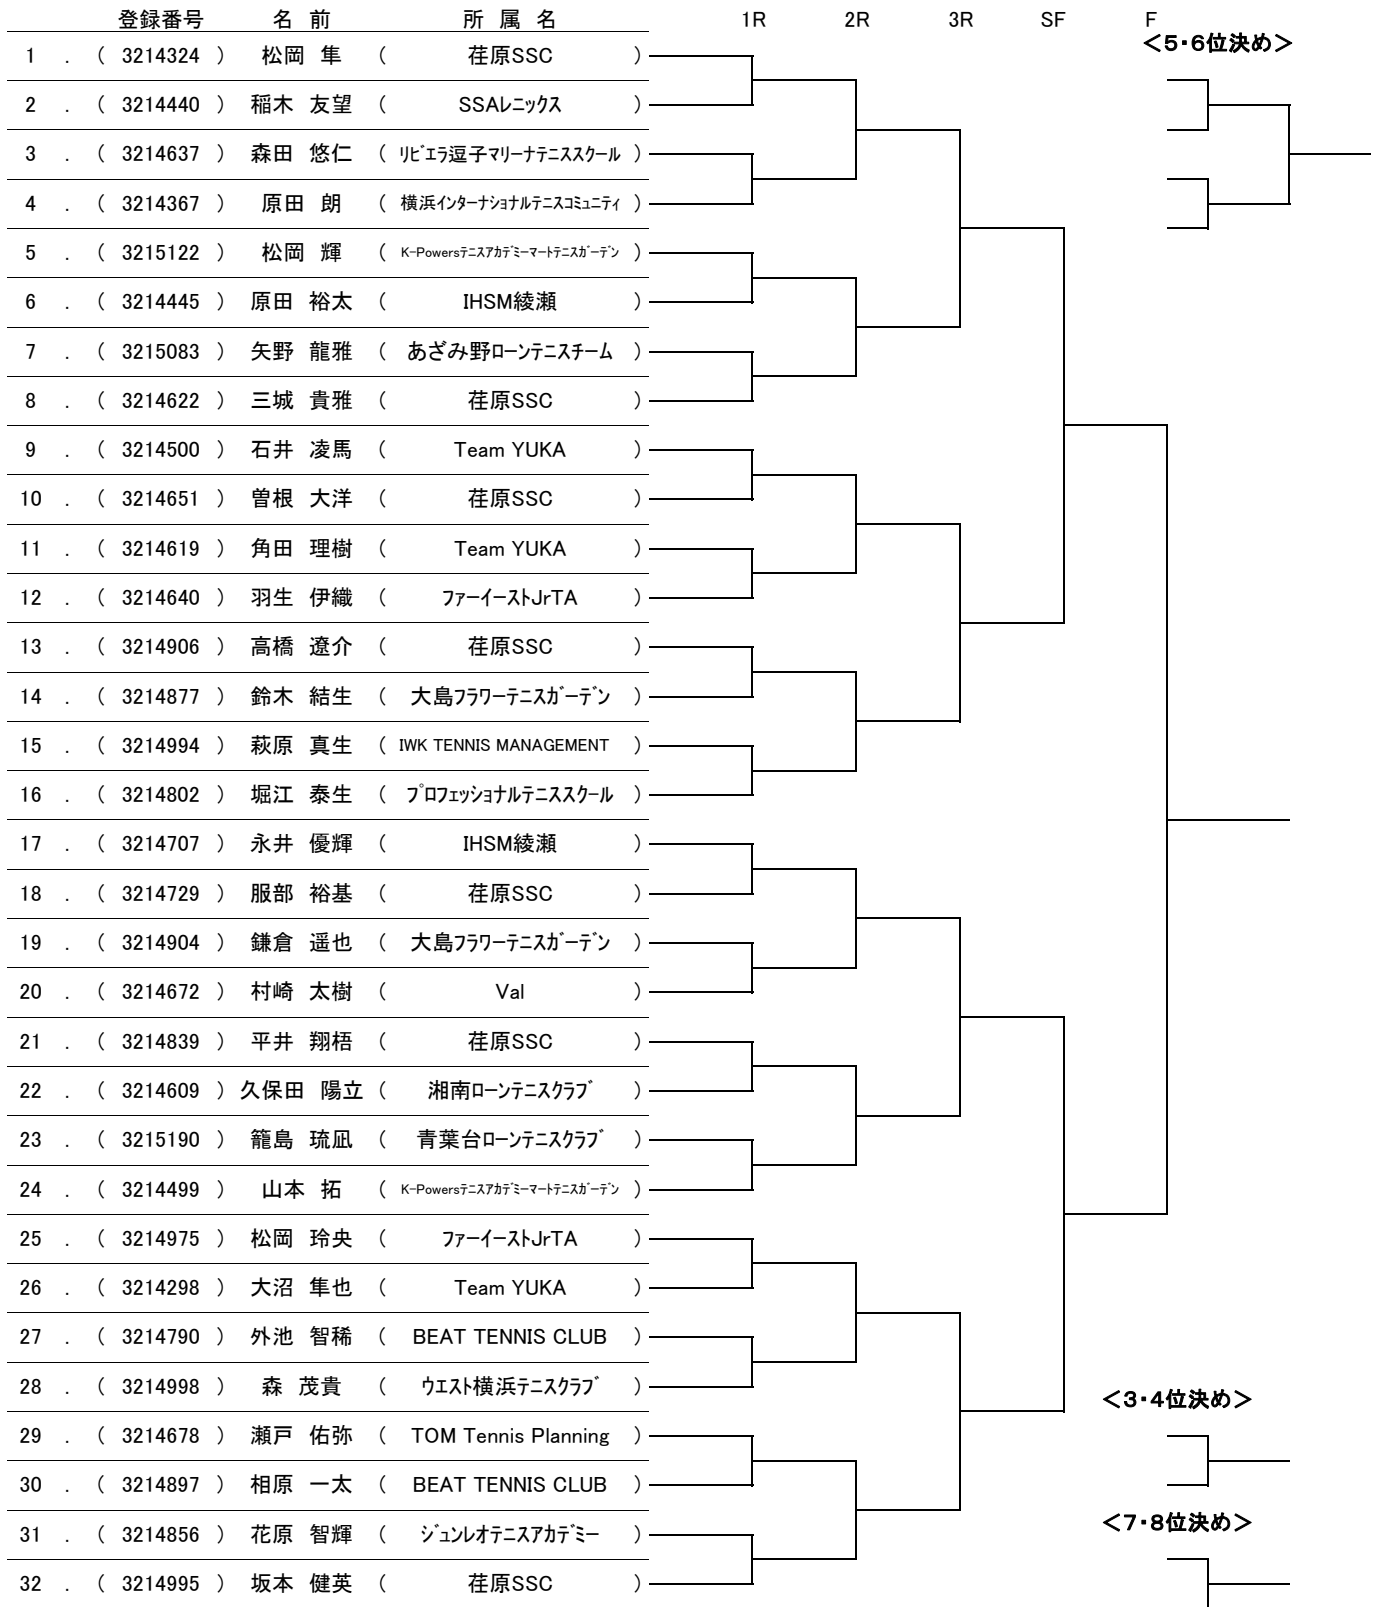 登録番号 名 前 所 属 名 1R 2R 3R SF F
＜5・6位決め＞
1 . ( 3214324 ) 松岡 隼 ( 荏原SSC )
2 . ( 3214440 ) 稲木 友望 ( SSAﾚﾆｯｸｽ )
3 . ( 3214637 ) 森田 悠仁 ( ﾘﾋﾞｴﾗ逗子ﾏﾘｰﾅﾃﾆｽｽｸｰﾙ )
4 . ( 3214367 ) 原田 朗 ( 横浜ｲﾝﾀｰﾅｼｮﾅﾙﾃﾆｽｺﾐｭﾆﾃｨ )
5 . ( 3215122 ) 松岡 輝 ( K-Powersﾃﾆｽｱｶﾃﾞﾐｰﾏｰﾄﾃﾆｽｶﾞｰﾃﾞﾝ )
6 . ( 3214445 ) 原田 裕太 ( IHSM綾瀬 )
7 . ( 3215083 ) 矢野 龍雅 ( あざみ野ﾛｰﾝﾃﾆｽﾁｰﾑ )
8 . ( 3214622 ) 三城 貴雅 ( 荏原SSC )
9 . ( 3214500 ) 石井 凌馬 ( Team YUKA )
10 . ( 3214651 ) 曽根 大洋 ( 荏原SSC )
11 . ( 3214619 ) 角田 理樹 ( Team YUKA )
12 . ( 3214640 ) 羽生 伊織 ( ﾌｧｰｲｰｽﾄJrTA )
13 . ( 3214906 ) 高橋 遼介 ( 荏原SSC )
14 . ( 3214877 ) 鈴木 結生 ( 大島ﾌﾗﾜｰﾃﾆｽｶﾞｰﾃﾞﾝ )
15 . ( 3214994 ) 萩原 真生 ( IWK TENNIS MANAGEMENT )
16 . ( 3214802 ) 堀江 泰生 ( ﾌﾟﾛﾌｪｯｼｮﾅﾙﾃﾆｽｽｸｰﾙ )
17 . ( 3214707 ) 永井 優輝 ( IHSM綾瀬 )
18 . ( 3214729 ) 服部 裕基 ( 荏原SSC )
19 . ( 3214904 ) 鎌倉 遥也 ( 大島ﾌﾗﾜｰﾃﾆｽｶﾞｰﾃﾞﾝ )
20 . ( 3214672 ) 村崎 太樹 ( Val )
21 . ( 3214839 ) 平井 翔梧 ( 荏原SSC )
22 . ( 3214609 ) 久保田 陽立 ( 湘南ﾛｰﾝﾃﾆｽｸﾗﾌﾞ )
23 . ( 3215190 ) 籠島 琉凪 ( 青葉台ﾛｰﾝﾃﾆｽｸﾗﾌﾞ )
24 . ( 3214499 ) 山本 拓 ( K-Powersﾃﾆｽｱｶﾃﾞﾐｰﾏｰﾄﾃﾆｽｶﾞｰﾃﾞﾝ )
25 . ( 3214975 ) 松岡 玲央 ( ﾌｧｰｲｰｽﾄJrTA )
26 . ( 3214298 ) 大沼 隼也 ( Team YUKA )
27 . ( 3214790 ) 外池 智稀 ( BEAT TENNIS CLUB )
28 . ( 3214998 ) 森 茂貴 ( ｳｴｽﾄ横浜ﾃﾆｽｸﾗﾌﾞ )
＜3・4位決め＞
29 . ( 3214678 ) 瀬戸 佑弥 ( TOM Tennis Planning )
30 . ( 3214897 ) 相原 一太 ( BEAT TENNIS CLUB )
31 . ( 3214856 ) 花原 智輝 ( ｼﾞｭﾝﾚｵﾃﾆｽｱｶﾃﾞﾐｰ )
＜7・8位決め＞
32 . ( 3214995 ) 坂本 健英 ( 荏原SSC )